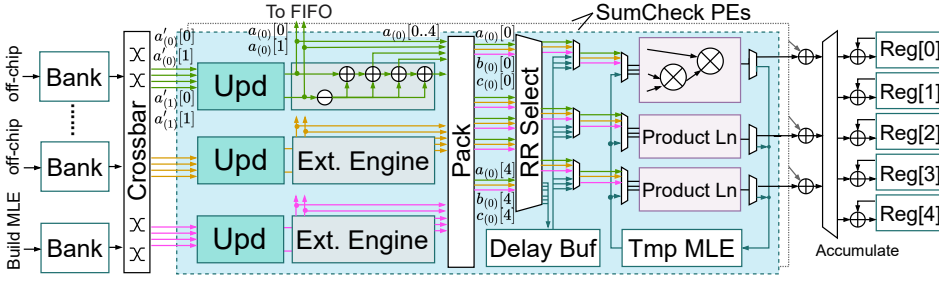 To FIFO
SumCheck PEs
off-chip
Bank
off-chip
Bank
Build MLE
Bank
Crossbar
a'(0)[0]
a'(0)[1]
a'(1)[0]
a'(1)[1]
Upd
Upd
Upd
a(0)[0]
a(0)[1]
a(0)[0..4]
Ext. Engine
Ext. Engine
Pack
a(0)[0]
b(0)[0]
c(0)[0]
a(0)[4]
b(0)[4]
c(0)[4]
RR Select
Delay Buf
Product Ln
Product Ln
Tmp MLE
Accumulate
Reg[0]
Reg[1]
Reg[2]
Reg[3]
Reg[4]